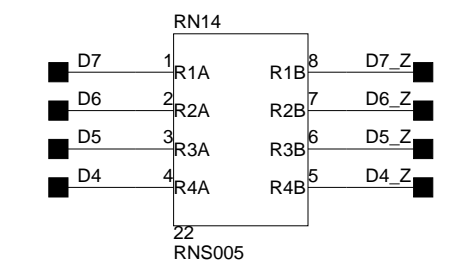 RN14
D7 1 R1A R1B 8 D7_Z
D6 2 R2A R2B 7 D6_Z
D5 3 R3A R3B 6 D5_Z
D4 4 R4A R4B 5 D4_Z
22
RNS005